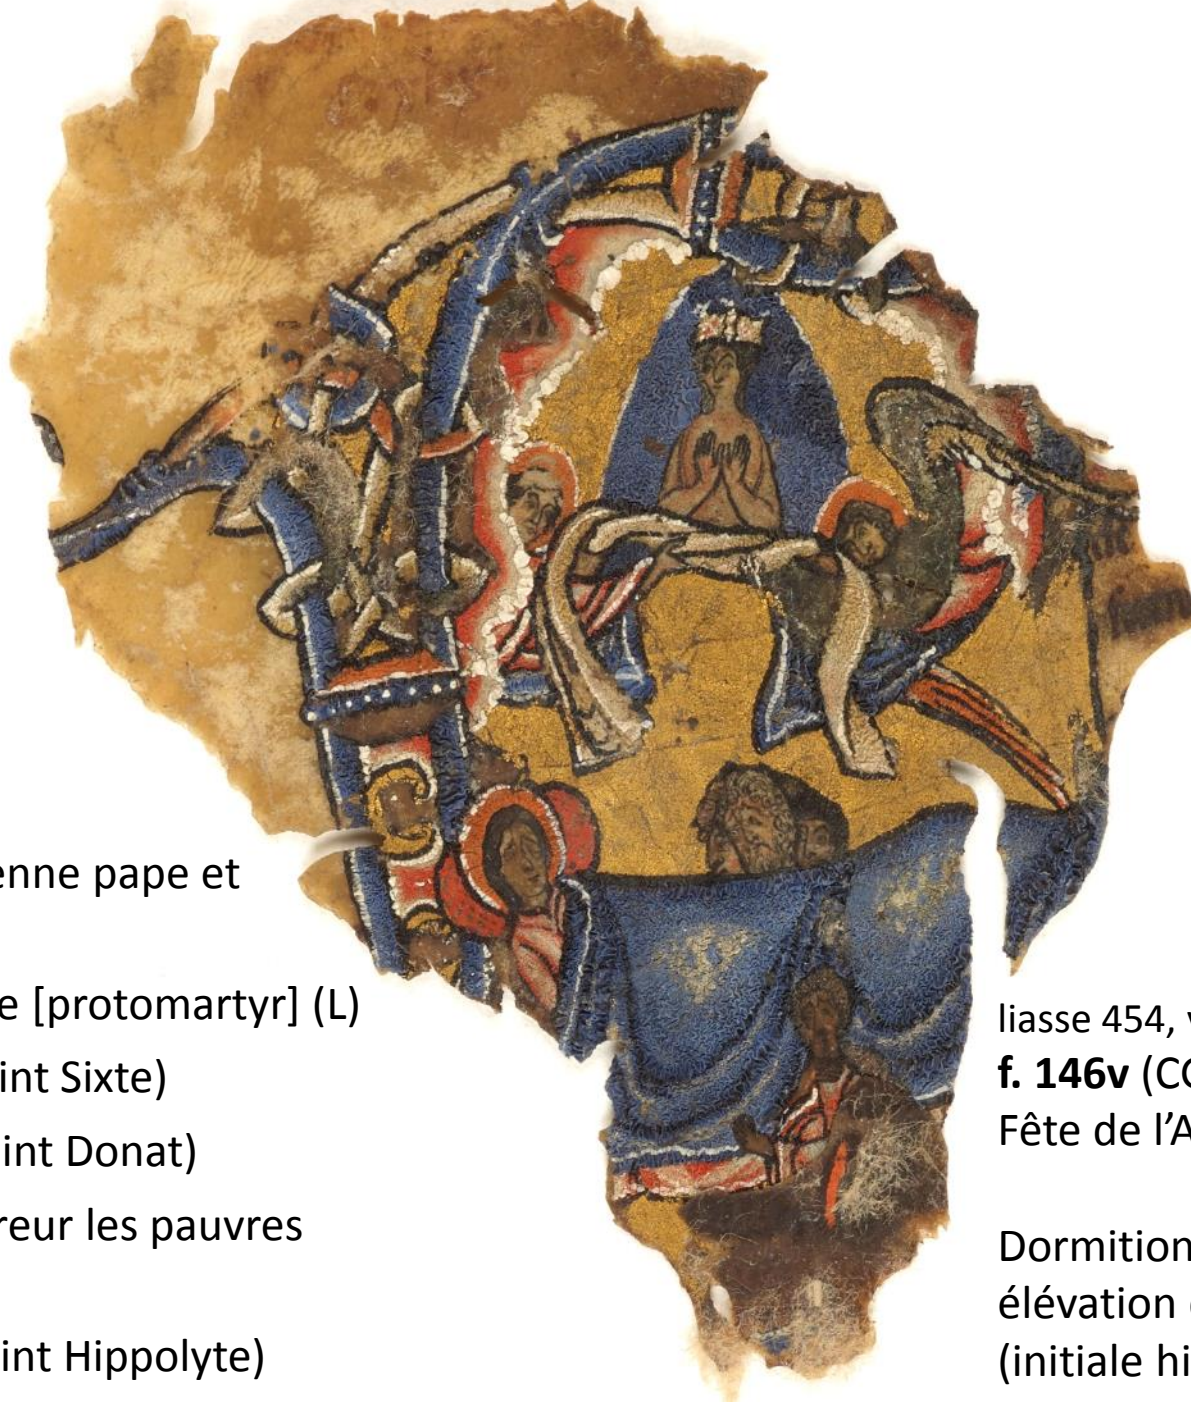 enne pape et
e [protomartyr] (L)
int Sixte)
int Donat)
reur les pauvres
int Hippolyte)
liasse 454, v
f. 146v (CC
Fête de l’A
Dormition
élévation
(initiale hi